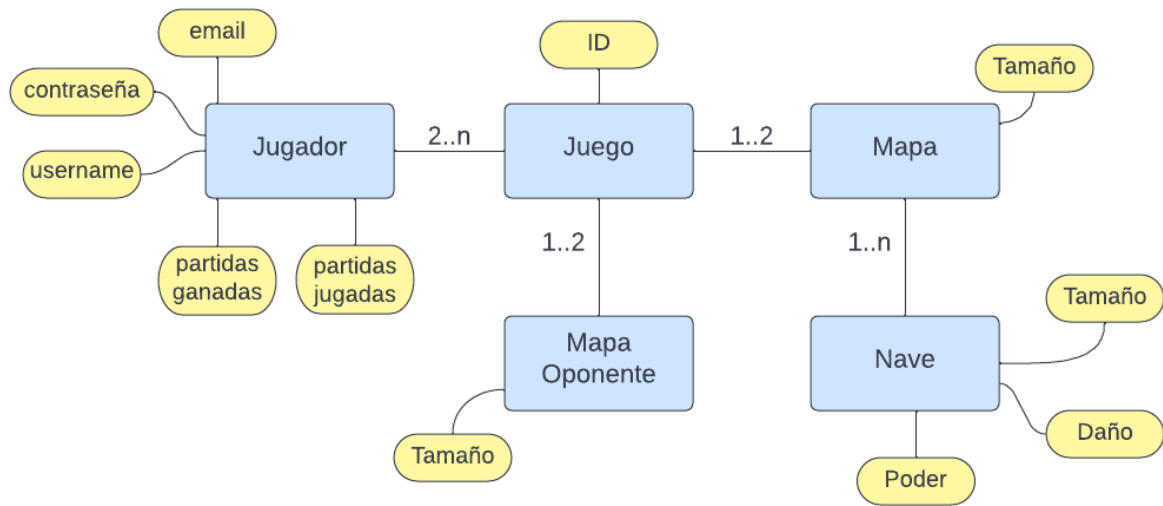 email
ID
Tamaño
contraseña
Jugador
2..n
Juego
1..2
Mapa
username
1..2
1..n
partidas
ganadas
partidas
jugadas
Tamaño
Mapa
Oponente
Nave
Tamaño
Daño
Poder